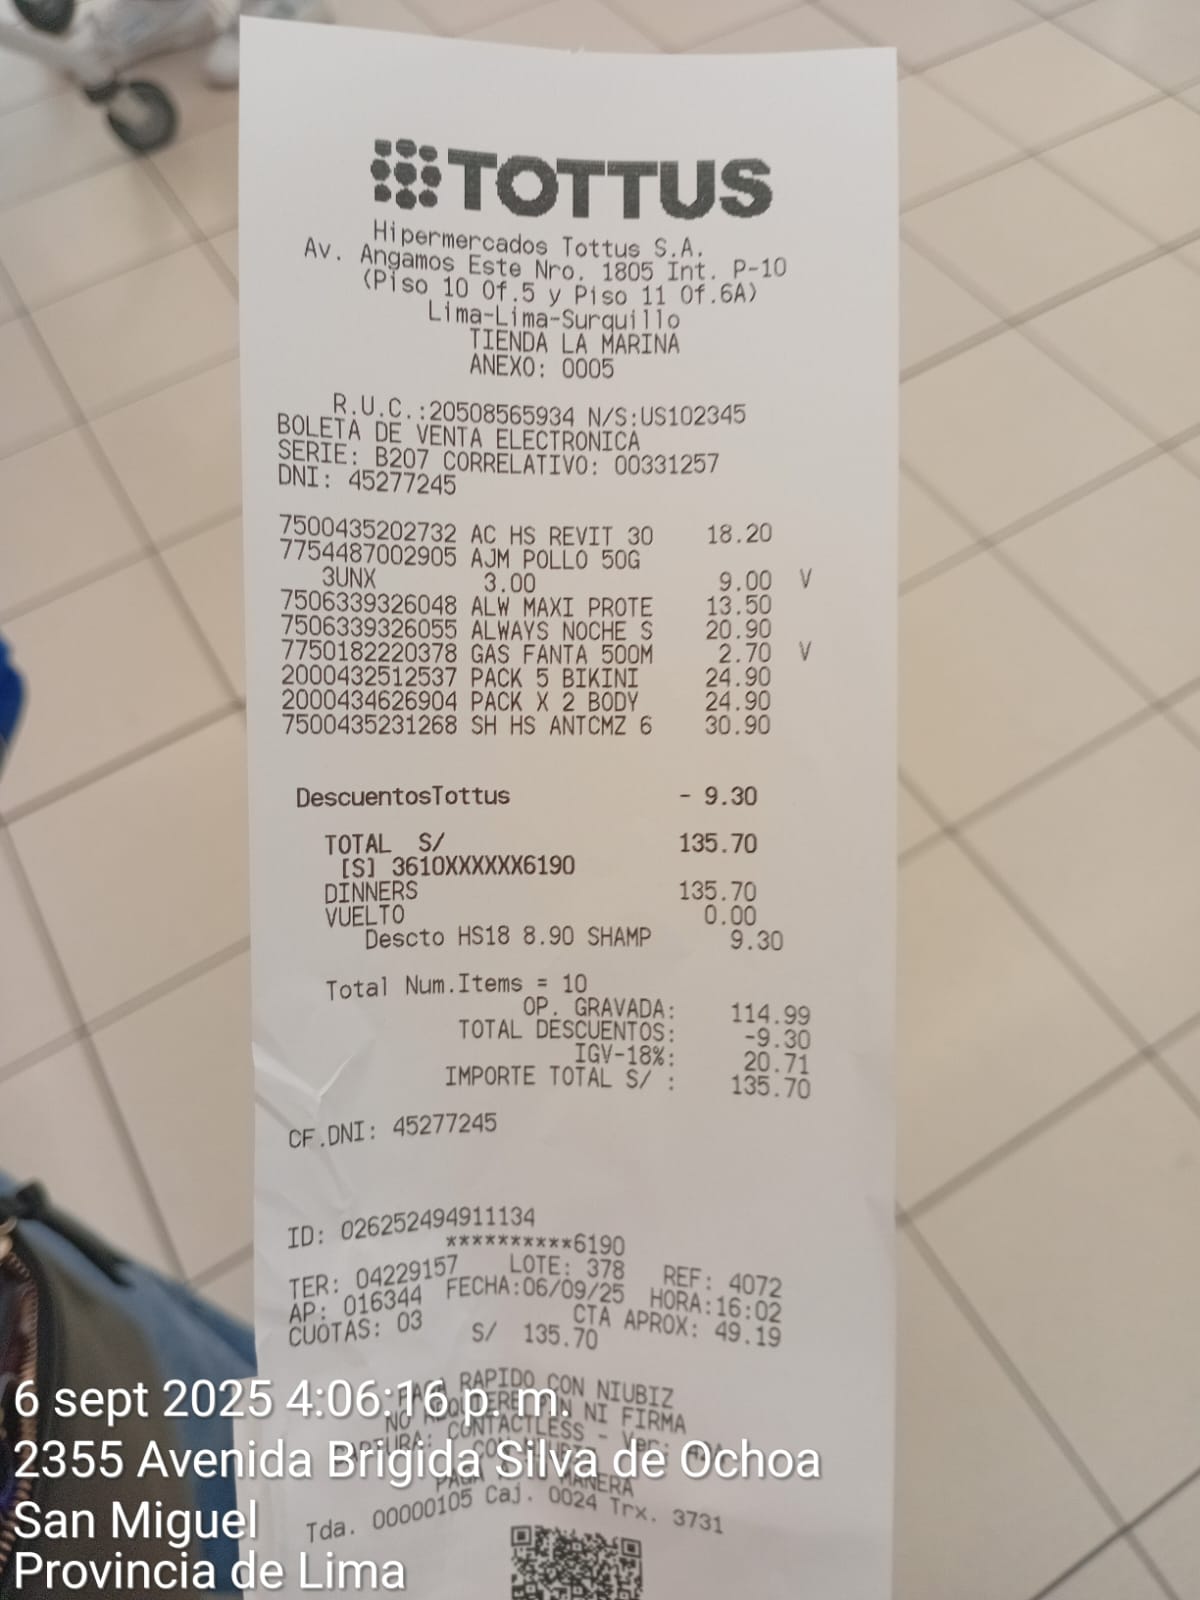 TOTTUS
Hipermercados Tottus S.A.
Av. Angamos Este Nro. 1805 Int. P-10
(Piso 10 Of.5 y Piso 11 Of.6A)
Lima-Lima-Surquillo
TIENDA LA MARINA
ANEXO: 0005
R.U.C.:20508565934 N/S:US102345
BOLETA DE VENTA ELECTRONICA
SERIE: B207 CORRELATIVO: 00331257
DNI: 45277245
7500435202732 AC HS REVIT 30 18.20
7754487002905 AJM POLLO 50G
3UNX 3.00 9.00 V
7506339326048 ALW MAXI PROTE 13.50
7506339326055 ALWAYS NOCHE S 20.90
7750182220378 GAS FANTA 500M 2.70 V
2000432512537 PACK 5 BIKINI 24.90
2000434626904 PACK X 2 BODY 24.90
7500435231268 SH HS ANTCMZ 6 30.90
DescuentosTottus - 9.30
TOTAL S/ 135.70
[S] 3610XXXXXX6190
DINNERS 135.70
VUELTO 0.00
Descto HS18 8.90 SHAMP 9.30
Total Num.Items = 10
OP. GRAVADA: 114.99
TOTAL DESCUENTOS: -9.30
IGV-18%: 20.71
IMPORTE TOTAL S/ : 135.70
CF.DNI: 45277245
ID: 026252494911134
**********6190
TER: 04229157 LOTE: 378 REF: 4072
AP: 016344 FECHA:06/09/25 HORA:16:02
CUOTAS: 03 CTA APROX: 49.19
S/ 135.70
RAPIDO CON NIUBIZ
NO NI FIRMA
CONTACTLESS -
MANERA
Tda. 00000105 Caj. 0024 Trx. 3731
6 sept 2025 4:06:16 p. m.
2355 Avenida Brigida Silva de Ochoa
San Miguel
Provincia de Lima